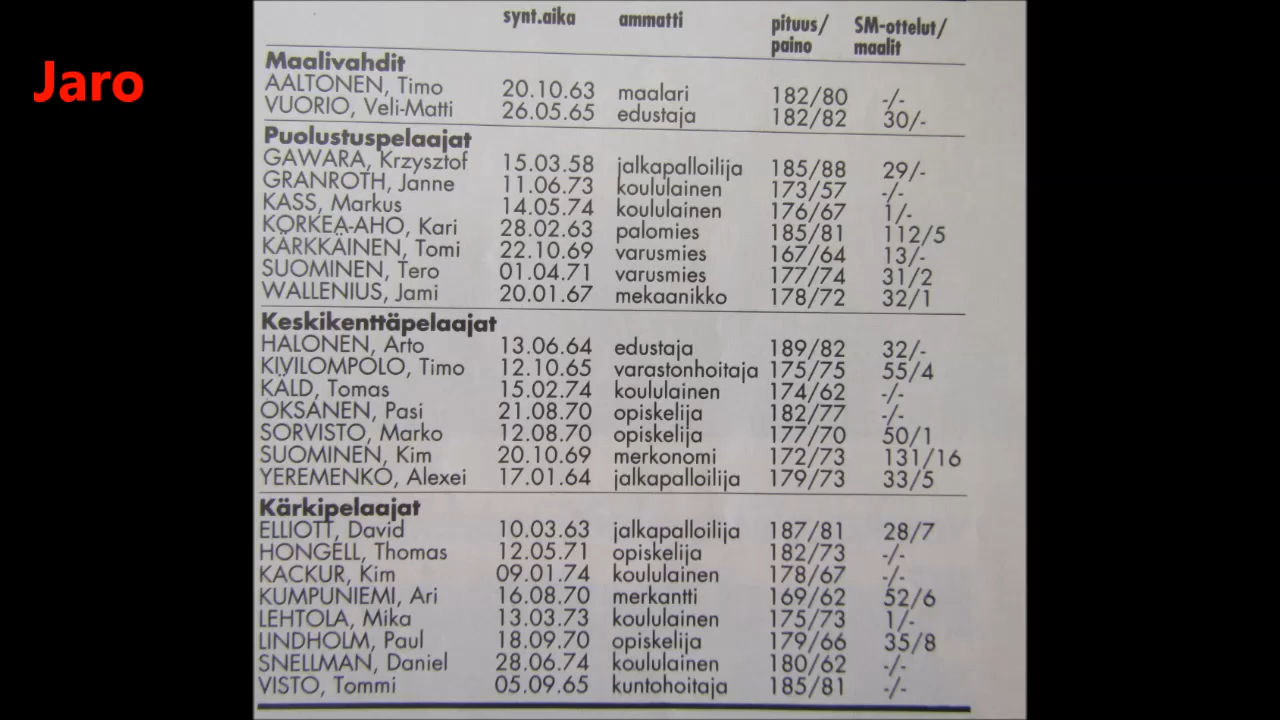 Jaro
synt.aika ammatti pituus/paino SM-ottelut/maalit
Maalivahdit
AALTONEN, Timo 20.10.63 maalari 182/80 -/-
VUORIO, Veli-Matti 26.05.65 edustaja 182/82 30/-
Puolustuspelaajat
GAWARA, Krzysztof 15.03.58 jalkapalloilija 185/88 29/-
GRANROTH, Janne 11.06.73 koululainen 173/57 -/-
KASS, Markus 14.05.74 koululainen 176/67 1/-
KORKEA-AHO, Kari 28.02.63 palomies 185/81 112/5
KÄRKKÄINEN, Tomi 22.10.69 varusmies 167/64 13/-
SUOMINEN, Tero 01.04.71 varusmies 177/74 31/2
WALLENIUS, Jami 20.01.67 mekaanikko 178/72 32/1
Keskikenttäpelaajat
HALONEN, Arto 13.06.64 edustaja 189/82 32/-
KIVILOMPOLO, Timo 12.10.65 varastonhoitaja 175/75 55/4
KÄLD, Tomas 15.02.74 koululainen 174/62 -/-
OKSANEN, Pasi 21.08.70 opiskelija 182/77 -/-
SORVISTO, Marko 12.08.70 opiskelija 177/70 50/1
SUOMINEN, Kim 20.10.69 merkonomi 172/73 131/16
YEREMENKO, Alexei 17.01.64 jalkapalloilija 179/73 33/5
Kärkipelaajat
ELLIOTT, David 10.03.63 jalkapalloilija 187/81 28/7
HONGELL, Thomas 12.05.71 opiskelija 182/73 -/-
KACKUR, Kim 09.01.74 koululainen 178/67 -/-
KUMPUNIEMI, Ari 16.08.70 merkantti 169/62 52/6
LEHTOLA, Mika 13.03.73 koululainen 175/73 1/-
LINDHOLM, Paul 18.09.70 opiskelija 179/66 35/8
SNELLMAN, Daniel 28.06.74 koululainen 180/62 -/-
VISTO, Tommi 05.09.65 kuntohoitaja 185/81 -/-